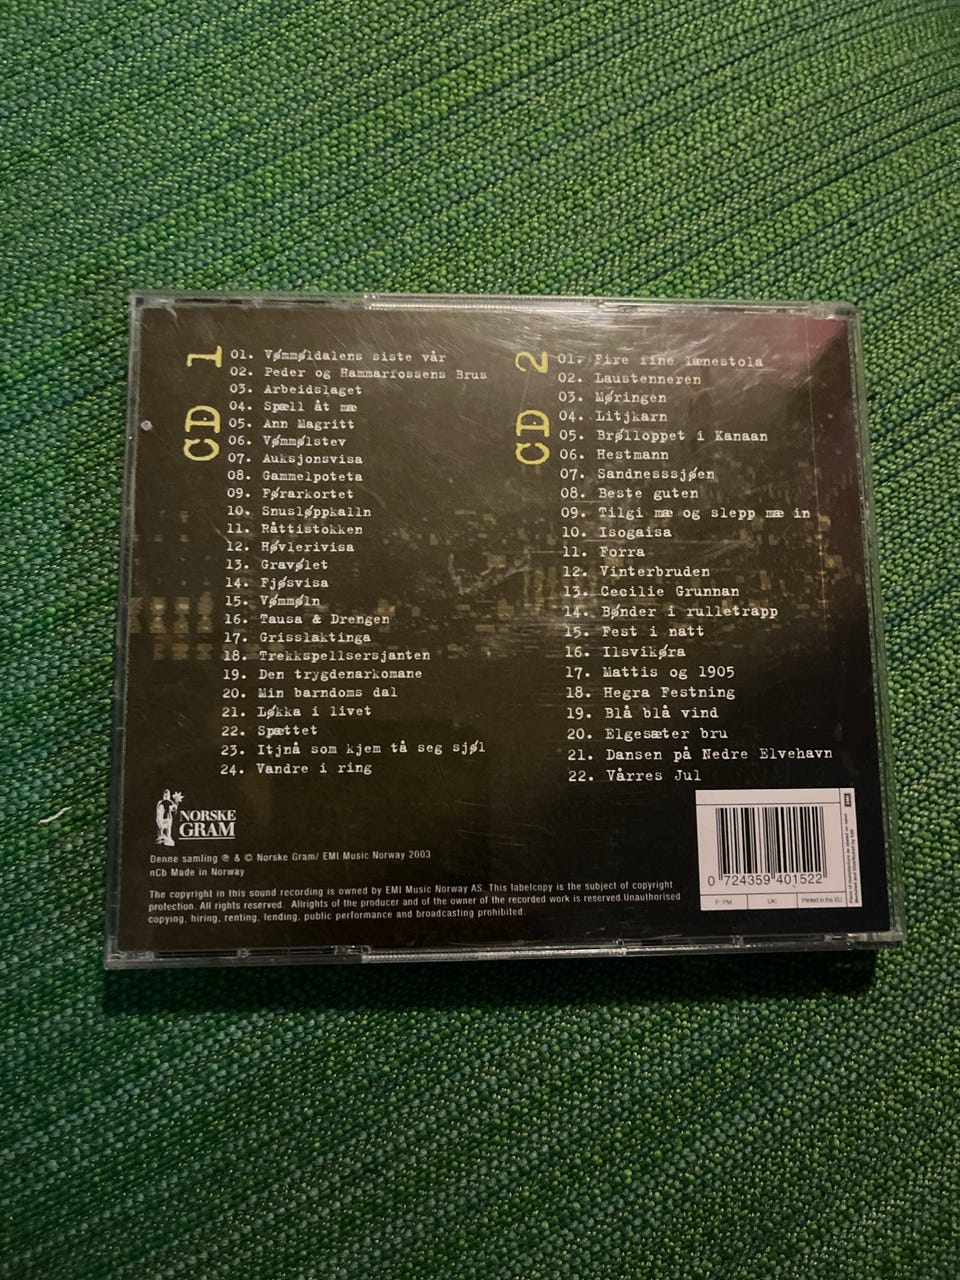 CD 1
01. Vømmøldalens siste vår
02. Peder og Hammarfossens Brus
03. Arbeidslaget
04. Spæll åt mæ
05. Ann Magritt
06. Vømmølstev
07. Auksjonsvisa
08. Gammelpoteta
09. Førarkortet
10. Snusløppkalln
11. Råttistokken
12. Høvlerivisa
13. Gravølet
14. Fjøsvisa
15. Vømmøln
16. Tausa & Drengen
17. Grisslaktinga
18. Trekkspellsersjanten
19. Den trygdenarkomane
20. Min barndoms dal
21. Løkka i livet
22. Spættet
23. Itjnå som kjem tå seg sjøl
24. Vandre i ring
CD 2
01. Fire fine lænestola
02. Laustenneren
03. Møringen
04. Litjkarn
05. Brølloppet i Kanaan
06. Hestmann
07. Sandnesssjøen
08. Beste guten
09. Tilgi mæ og slepp mæ in
10. Isogaisa
11. Forra
12. Vinterbruden
13. Cecilie Grunnan
14. Bønder i rulletrapp
15. Fest i natt
16. Ilsvikøra
17. Mattis og 1905
18. Hegra Festning
19. Blå blå vind
20. Elgesæter bru
21. Dansen på Nedre Elvehavn
22. Vårres Jul
NORSKE
GRAM
Denne samling ℗ & © Norske Gram/ EMI Music Norway 2003
nCb Made in Norway
The copyright in this sound recording is owned by EMI Music Norway AS. This labelcopy is the subject of copyright
protection. All rights reserved. Allrights of the producer and of the owner of the recorded work is reserved.Unauthorised
copying, hiring, renting, lending, public performance and broadcasting prohibited.
0 724359 401522
F: PM
UK:
Printed in the EU
EMI